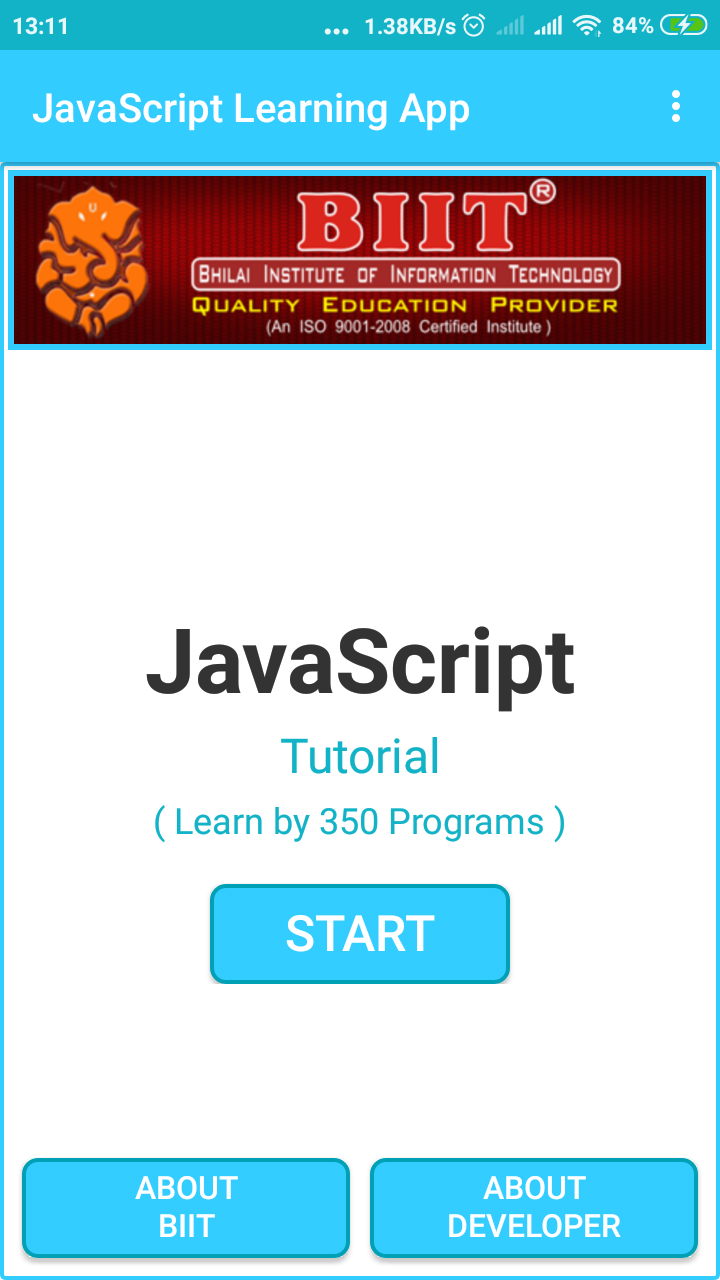 13:11 ... 1.38KB/s 84%
JavaScript Learning App
BIIT®
BHILAI INSTITUTE OF INFORMATION TECHNOLOGY
QUALITY EDUCATION PROVIDER
(An ISO 9001-2008 Certified Institute )
JavaScript
Tutorial
( Learn by 350 Programs )
START
ABOUT
BIIT
ABOUT
DEVELOPER